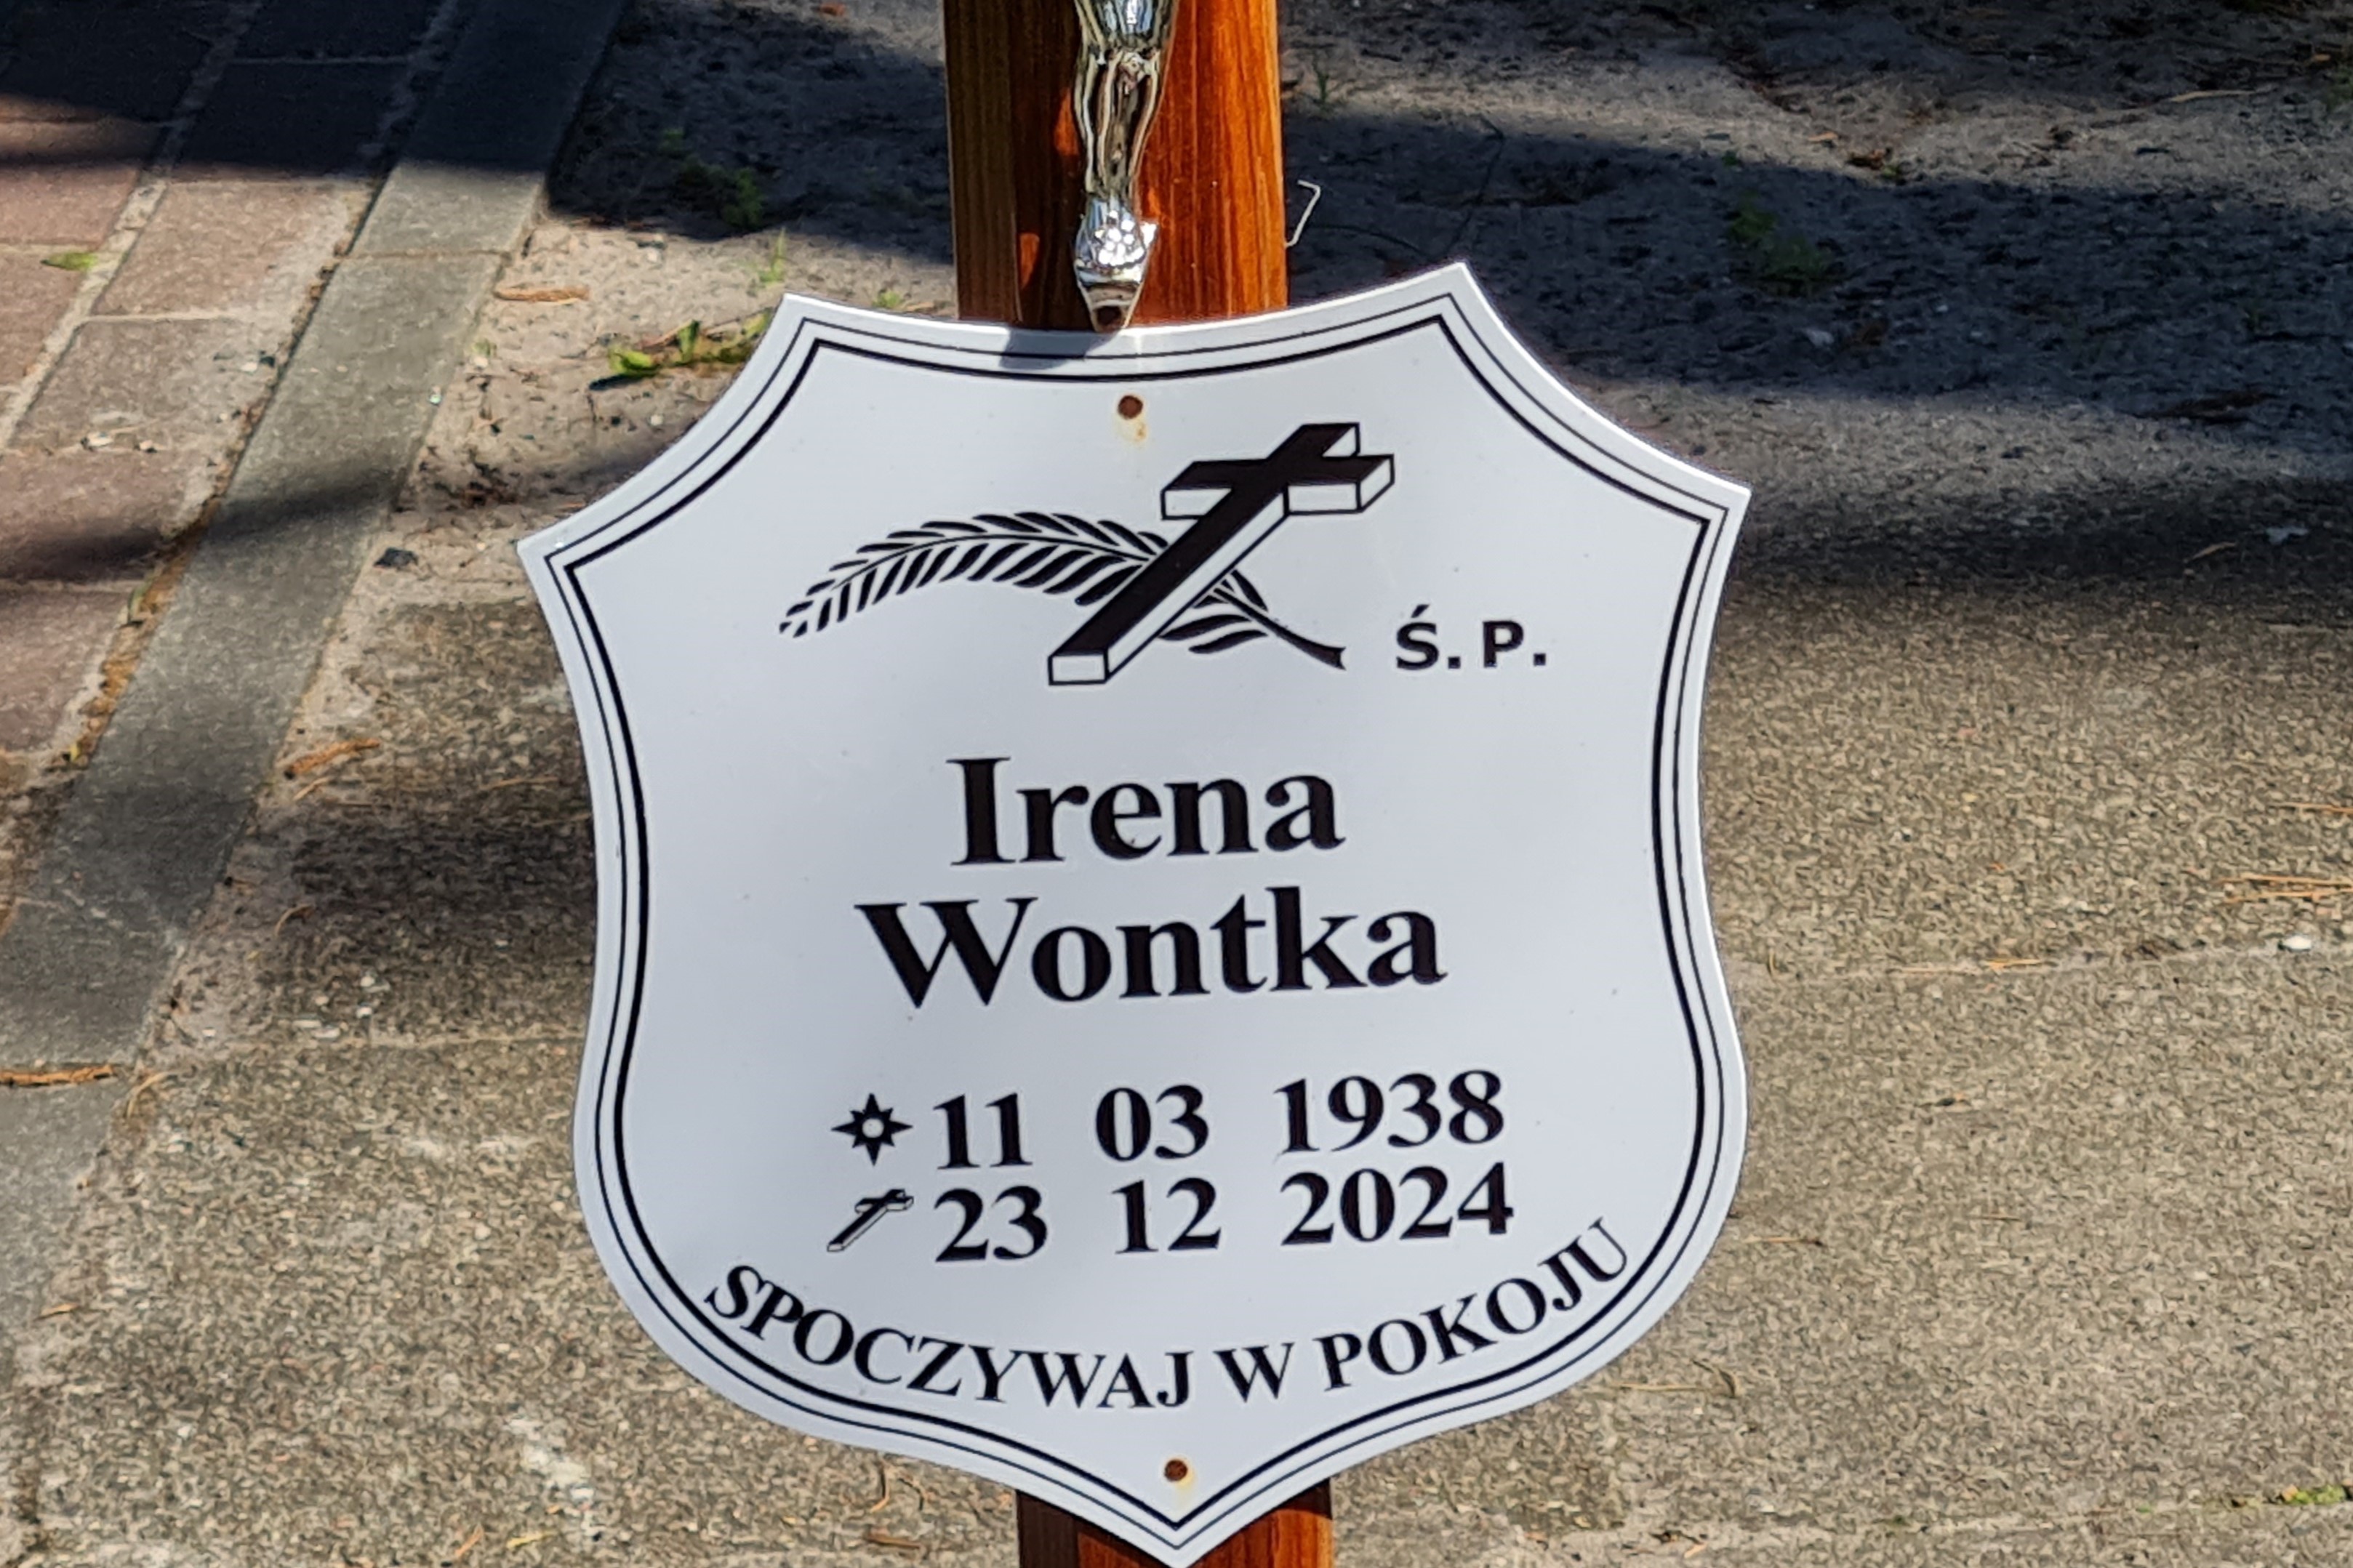 Ś. P.
Irena
Wontka
11 03 1938
23 12 2024
SPOCZYWAJ W POKOJU